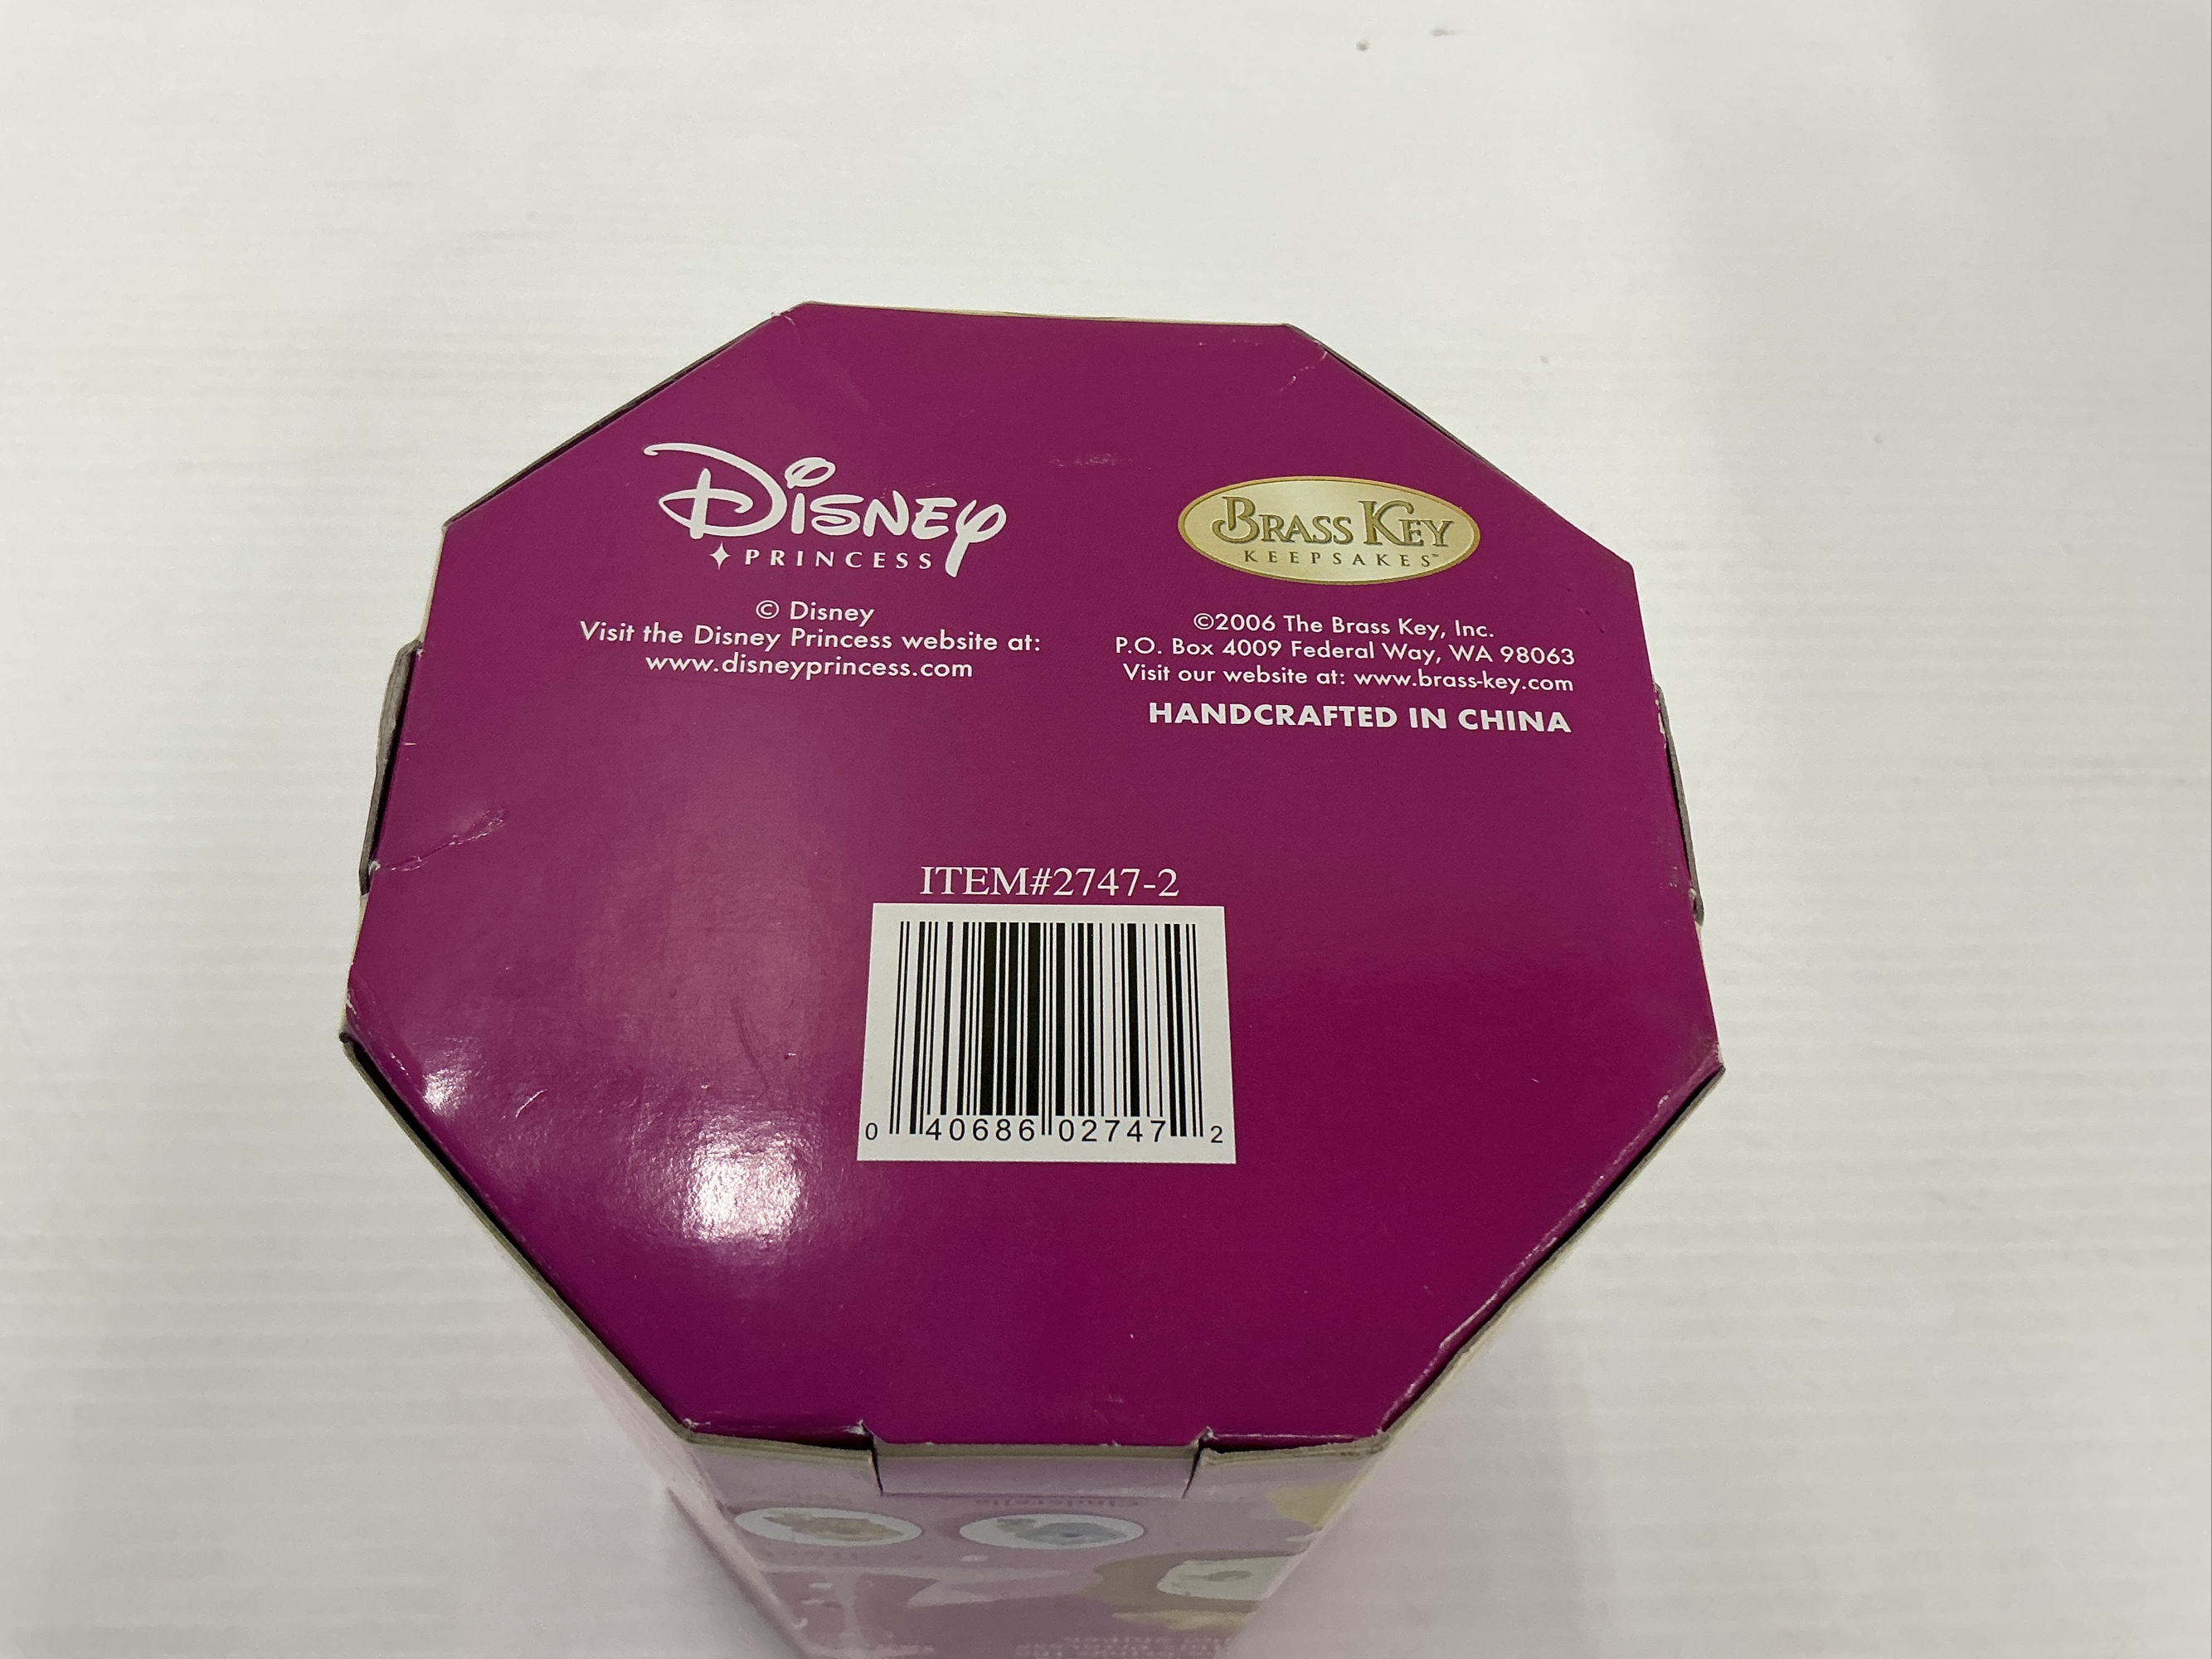 DISNEY
PRINCESS
© Disney
Visit the Disney Princess website at:
www.disneyprincess.com
BRASS KEY
KEEPSAKES™
©2006 The Brass Key, Inc.
P.O. Box 4009 Federal Way, WA 98063
Visit our website at: www.brass-key.com
HANDCRAFTED IN CHINA
ITEM#2747-2
0 40686 02747 2
Cinderella